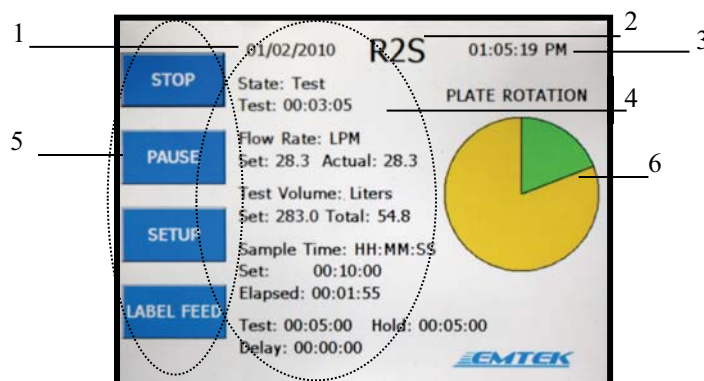 1
2
01/02/2010 R2S 01:05:19 PM
3
STOP
State: Test
Test: 00:03:05
PLATE ROTATION
4
5
PAUSE
Flow Rate: LPM
Set: 28.3 Actual: 28.3
6
Test Volume: Liters
Set: 283.0 Total: 54.8
SETUP
Sample Time: HH:MM:SS
Set: 00:10:00
Elapsed: 00:01:55
LABEL FEED
Test: 00:05:00 Hold: 00:05:00
Delay: 00:00:00
EMTEK